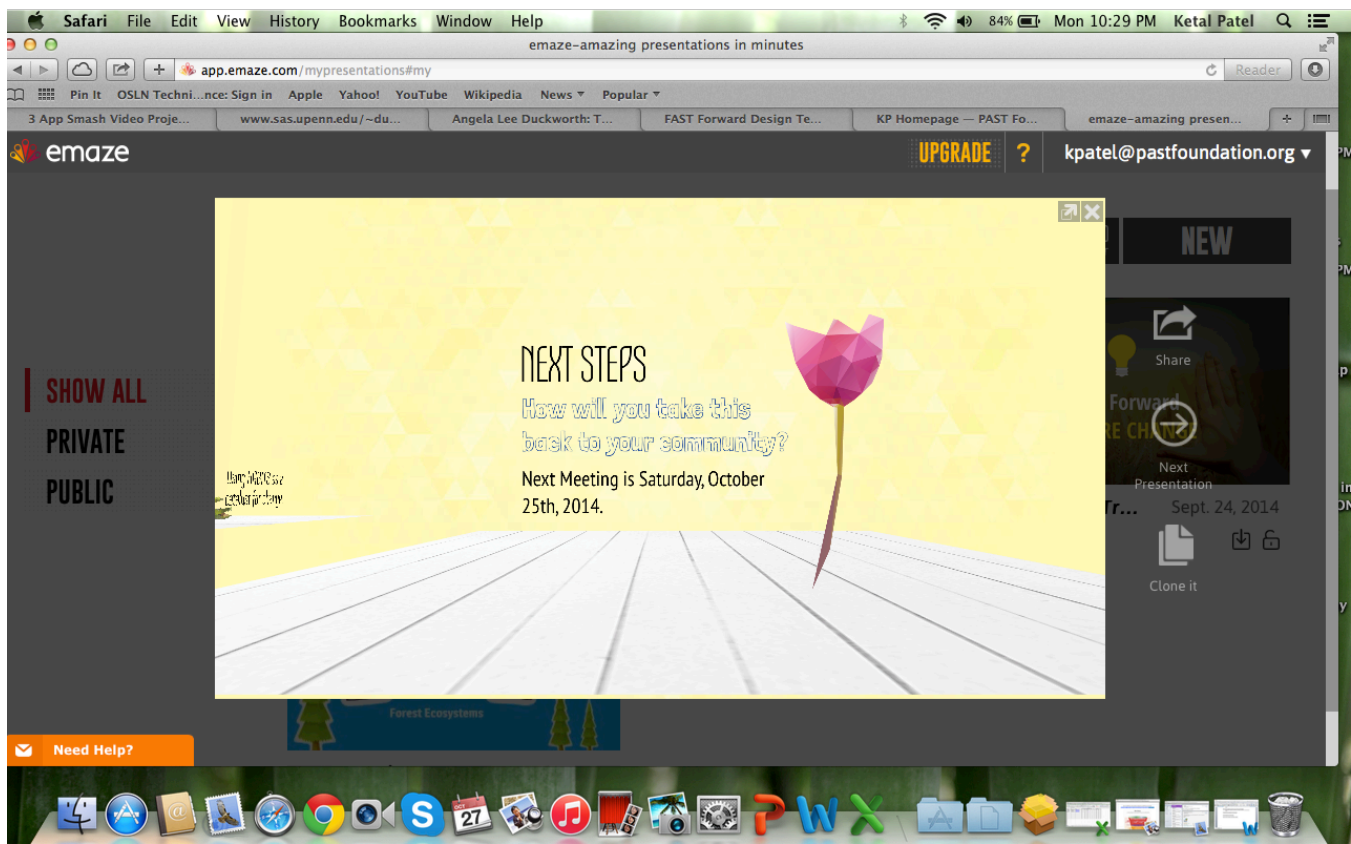 Safari File Edit View History Bookmarks Window Help 84% Mon 10:29 PM Ketal Patel
emaze-amazing presentations in minutes
app.emaze.com/mypresentations#my Reader
Pin It OSLN Techni...nce: Sign in Apple Yahoo! YouTube Wikipedia News Popular
3 App Smash Video Proje... www.sas.upenn.edu/~du... Angela Lee Duckworth: T... FAST Forward Design Te... KP Homepage — PAST Fo... emaze-amazing presen...
emaze UPGRADE ? kpatel@pastfoundation.org
NEW
SHOW ALL
PRIVATE
PUBLIC
NEXT STEPS
How will you take this
back to your community?
Next Meeting is Saturday, October
25th, 2014.
Share
Forward
RE CHANGE
Next
Presentation
Tr... Sept. 24, 2014
Clone it
Forest Ecosystems
Need Help?
OCT
27